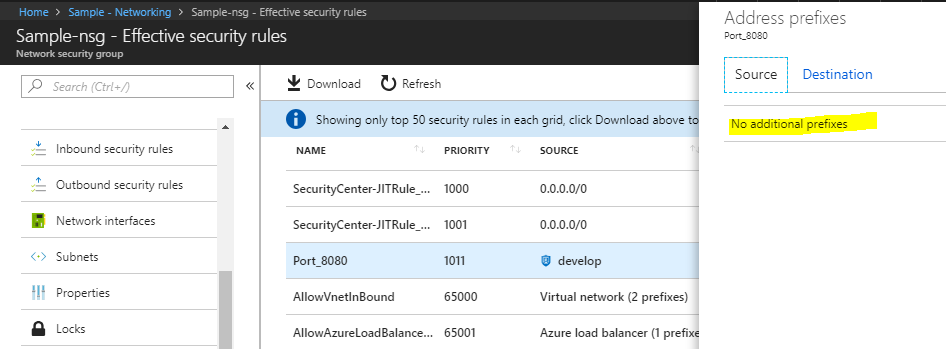 Home > Sample - Networking > Sample-nsg - Effective security rules
Sample-nsg - Effective security rules
Network security group
Search (Ctrl+/)
Inbound security rules
Outbound security rules
Network interfaces
Subnets
Properties
Locks
Download
Refresh
Showing only top 50 security rules in each grid, click Download above to
NAME PRIORITY SOURCE
SecurityCenter-JITRule_... 1000 0.0.0.0/0
SecurityCenter-JITRule_... 1001 0.0.0.0/0
Port_8080 1011 develop
AllowVnetInBound 65000 Virtual network (2 prefixes)
AllowAzureLoadBalance... 65001 Azure load balancer (1 prefixe
Address prefixes
Port_8080
Source Destination
No additional prefixes